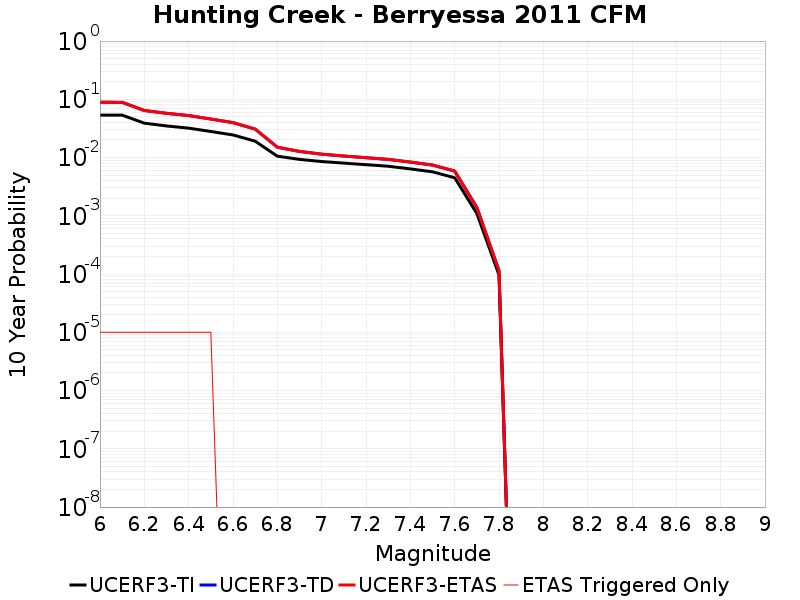 Hunting Creek - Berryessa 2011 CFM
10 Year Probability
10^0
10^-1
10^-2
10^-3
10^-4
10^-5
10^-6
10^-7
10^-8
6 6.2 6.4 6.6 6.8 7 7.2 7.4 7.6 7.8 8 8.2 8.4 8.6 8.8 9
Magnitude
UCERF3-TI UCERF3-TD UCERF3-ETAS ETAS Triggered Only